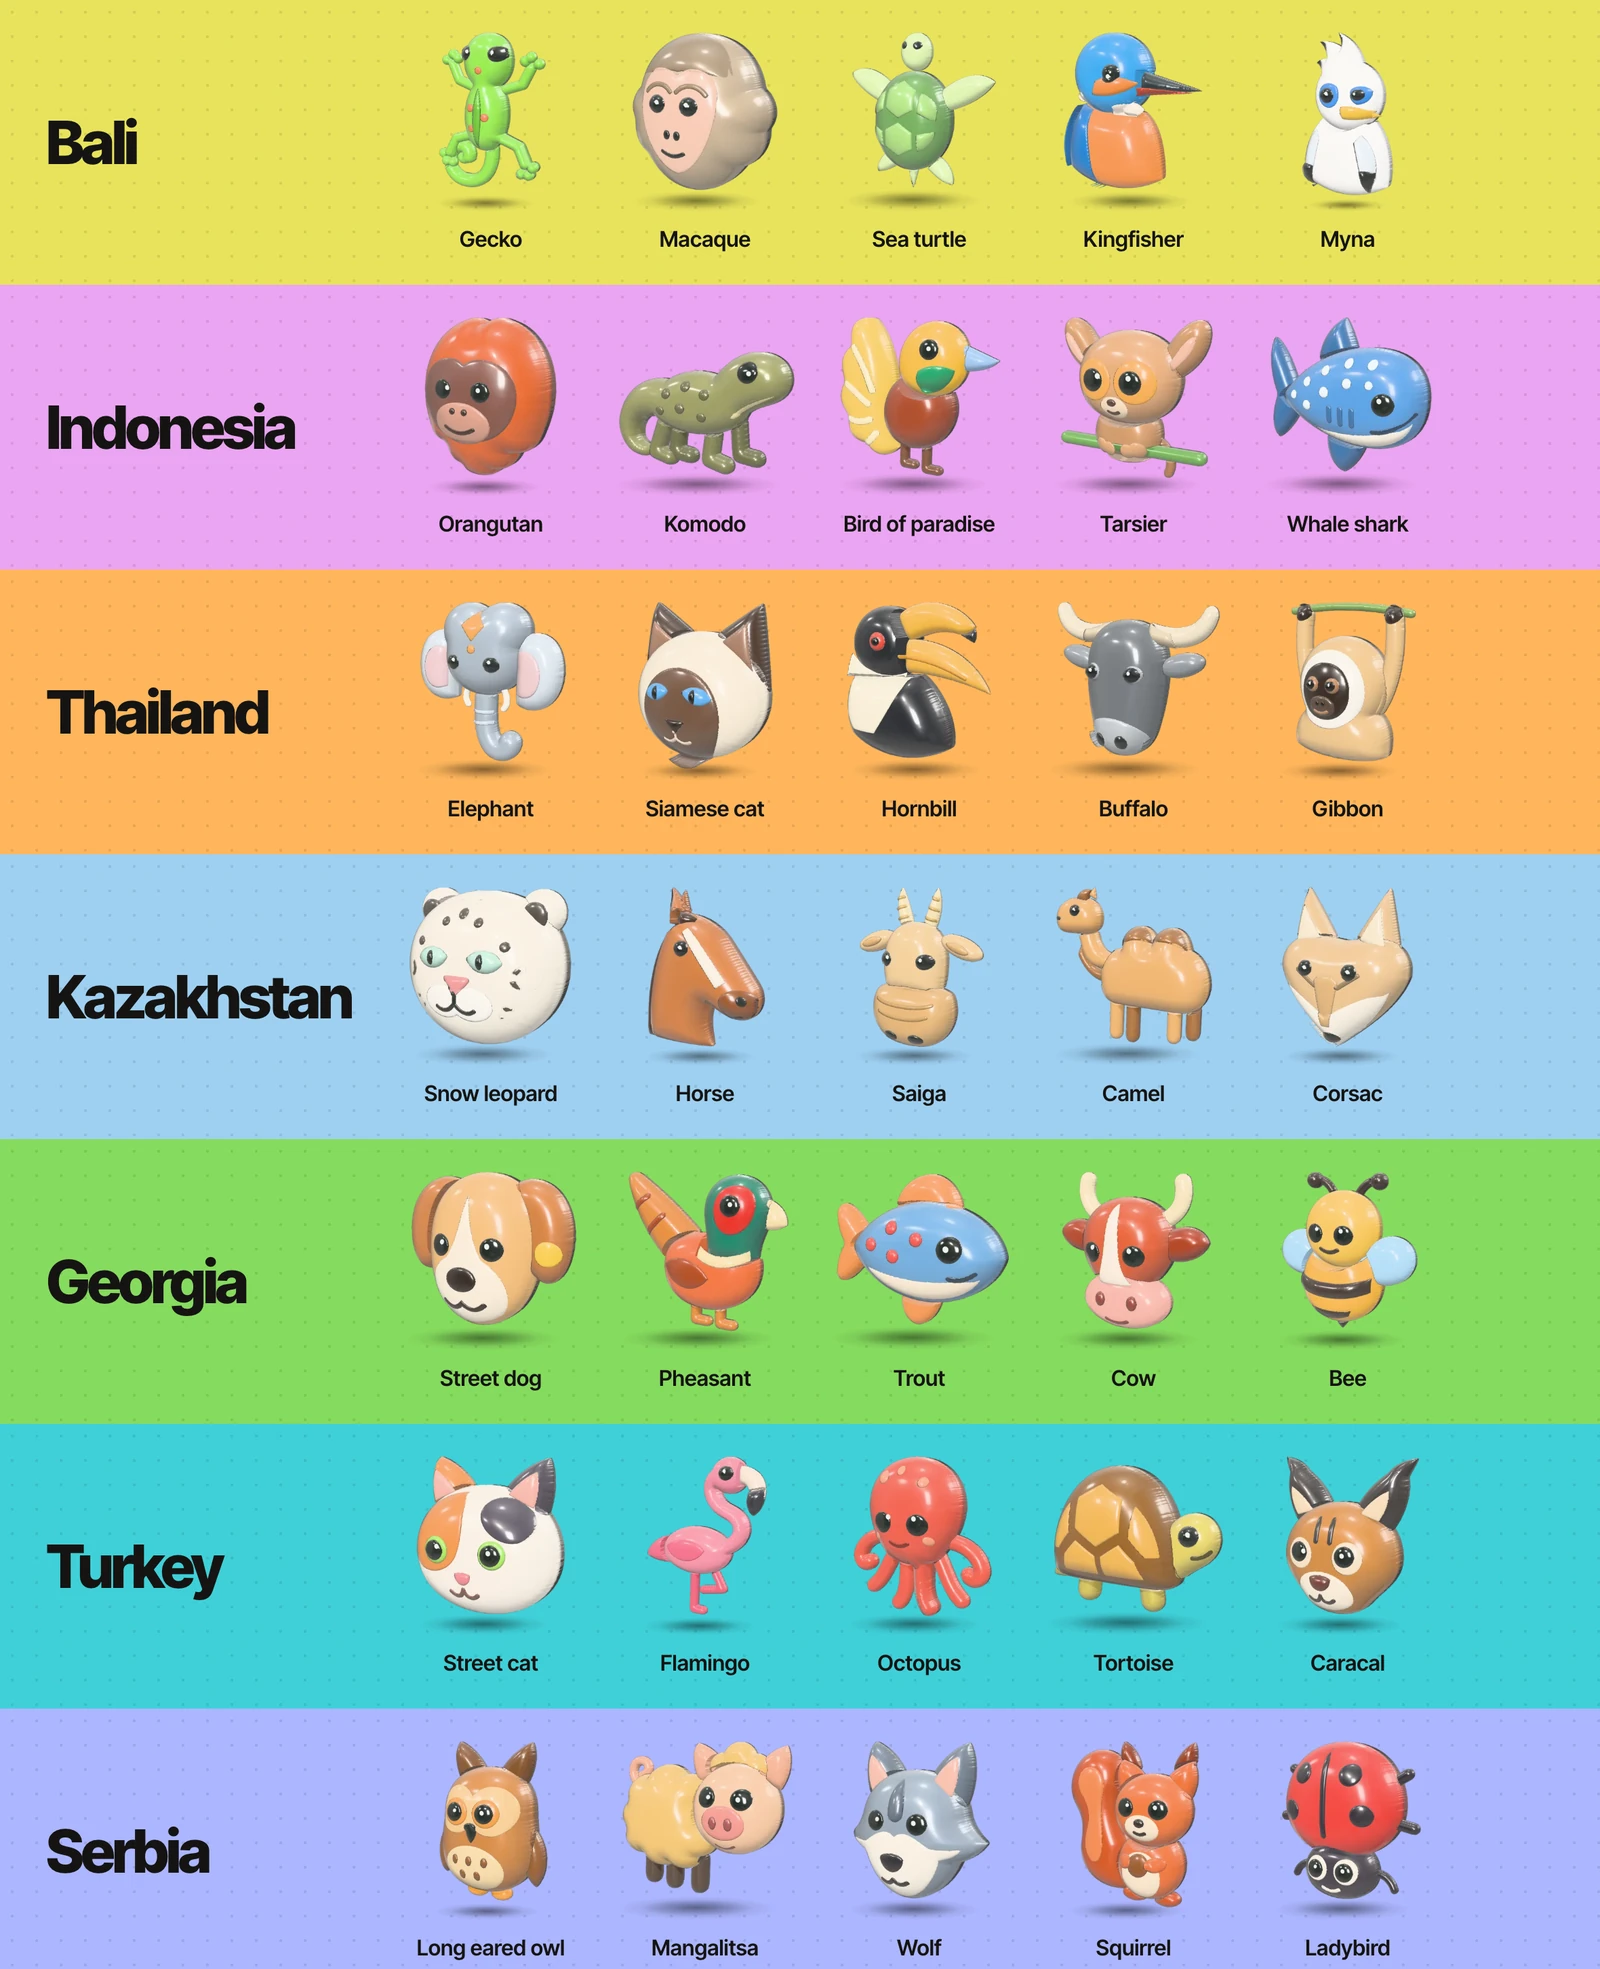 Bali
Gecko
Macaque
Sea turtle
Kingfisher
Myna
Indonesia
Orangutan
Komodo
Bird of paradise
Tarsier
Whale shark
Thailand
Elephant
Siamese cat
Hornbill
Buffalo
Gibbon
Kazakhstan
Snow leopard
Horse
Saiga
Camel
Corsac
Georgia
Street dog
Pheasant
Trout
Cow
Bee
Turkey
Street cat
Flamingo
Octopus
Tortoise
Caracal
Serbia
Long eared owl
Mangalitsa
Wolf
Squirrel
Ladybird